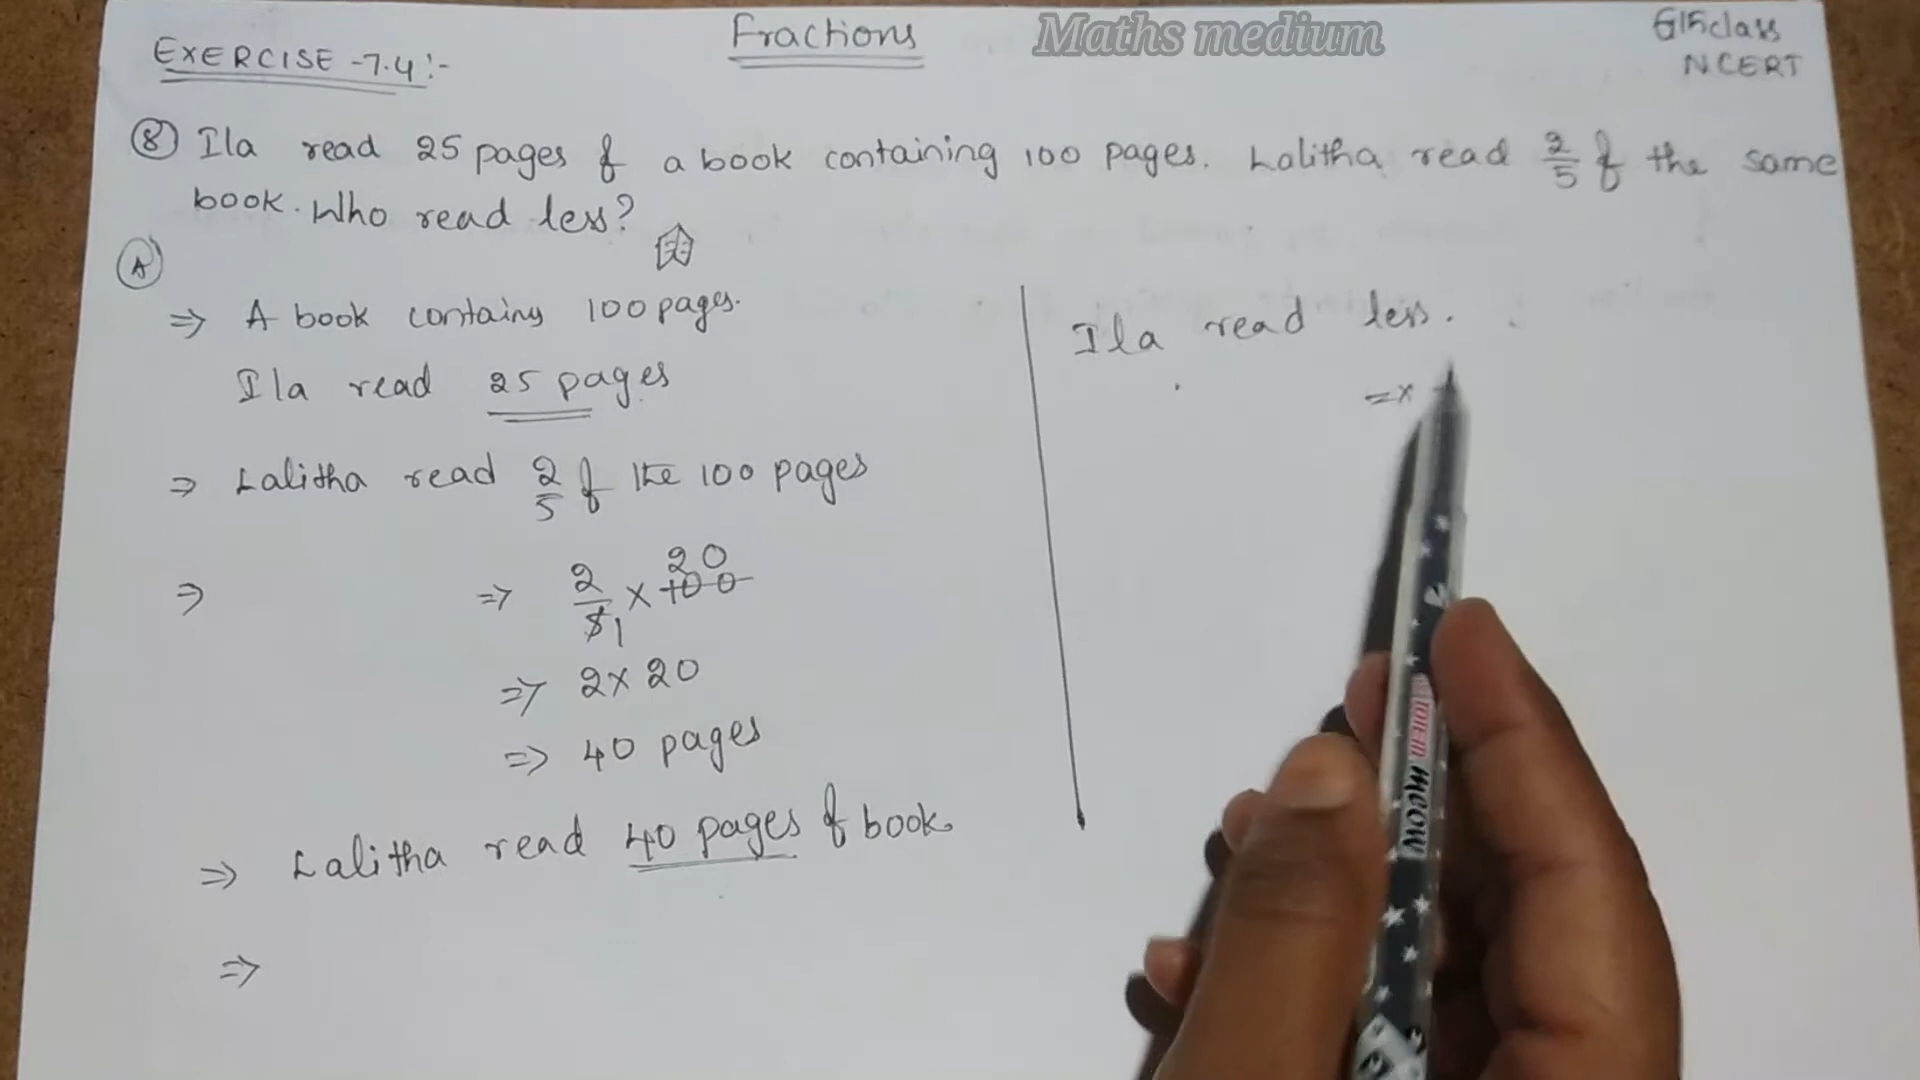 EXERCISE -7.4:-
Fractions
Maths medium
6th class
NCERT
8 Ila read 25 pages of a book containing 100 pages. Lalitha read 2/5 of the same
book. Who read less?
A
⇒ A book contains 100 pages.
Ila read 25 pages
⇒ Lalitha read 2/5 of the 100 pages
⇒ ⇒ 2/5 1 × 100 20
⇒ 2 × 20
⇒ 40 pages
⇒ Lalitha read 40 pages of book.
⇒
Ila read less.
=x